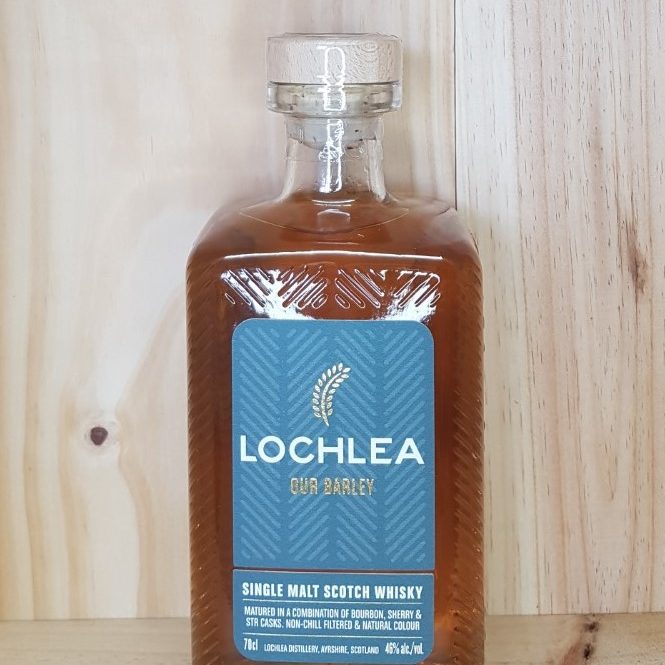 LOCHLEA
OUR BARLEY
SINGLE MALT SCOTCH WHISKY
MATURED IN A COMBINATION OF BOURBON, SHERRY &
STR CASKS. NON-CHILL FILTERED & NATURAL COLOUR
70cl LOCHLEA DISTILLERY, AYRSHIRE, SCOTLAND 46% alc./vol.